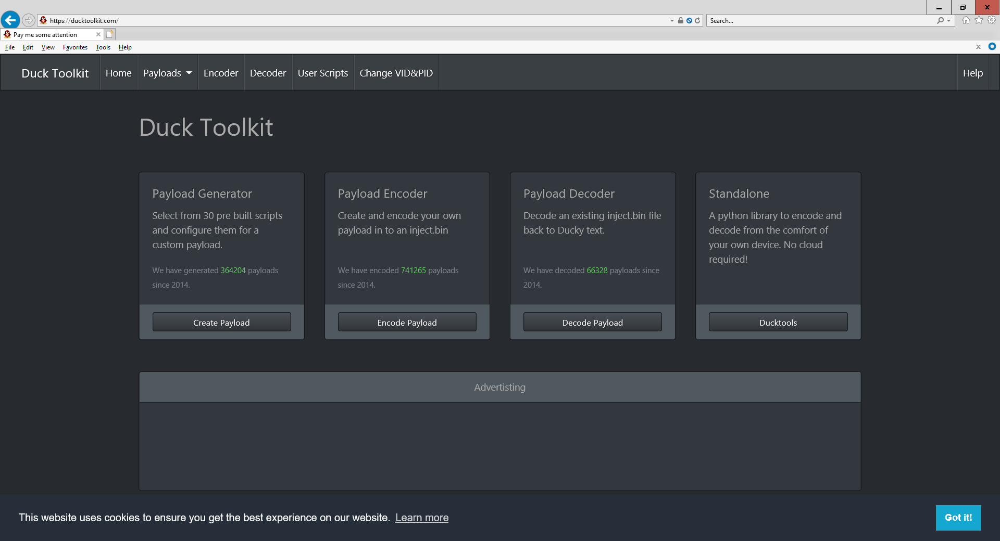 https://ducktoolkit.com/
Search...
Pay me some attention
File Edit View Favorites Tools Help
Duck Toolkit Home Payloads Encoder Decoder User Scripts Change VID&PID Help
Duck Toolkit
Payload Generator
Select from 30 pre built scripts
and configure them for a
custom payload.
We have generated 364204 payloads
since 2014.
Create Payload
Payload Encoder
Create and encode your own
payload in to an inject.bin
We have encoded 741265 payloads
since 2014.
Encode Payload
Payload Decoder
Decode an existing inject.bin file
back to Ducky text.
We have decoded 66328 payloads since
2014.
Decode Payload
Standalone
A python library to encode and
decode from the comfort of
your own device. No cloud
required!
Ducktools
Advertisting
This website uses cookies to ensure you get the best experience on our website. Learn more
Got it!